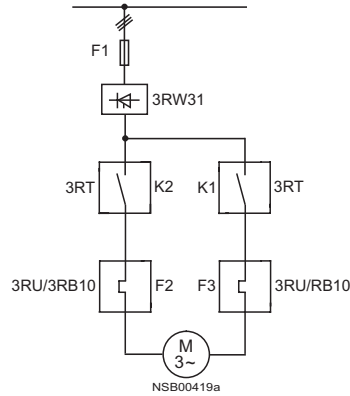 F1
3RW31
3RT K2 K1 3RT
3RU/3RB10 F2 F3 3RU/RB10
M
3~
NSB00419a